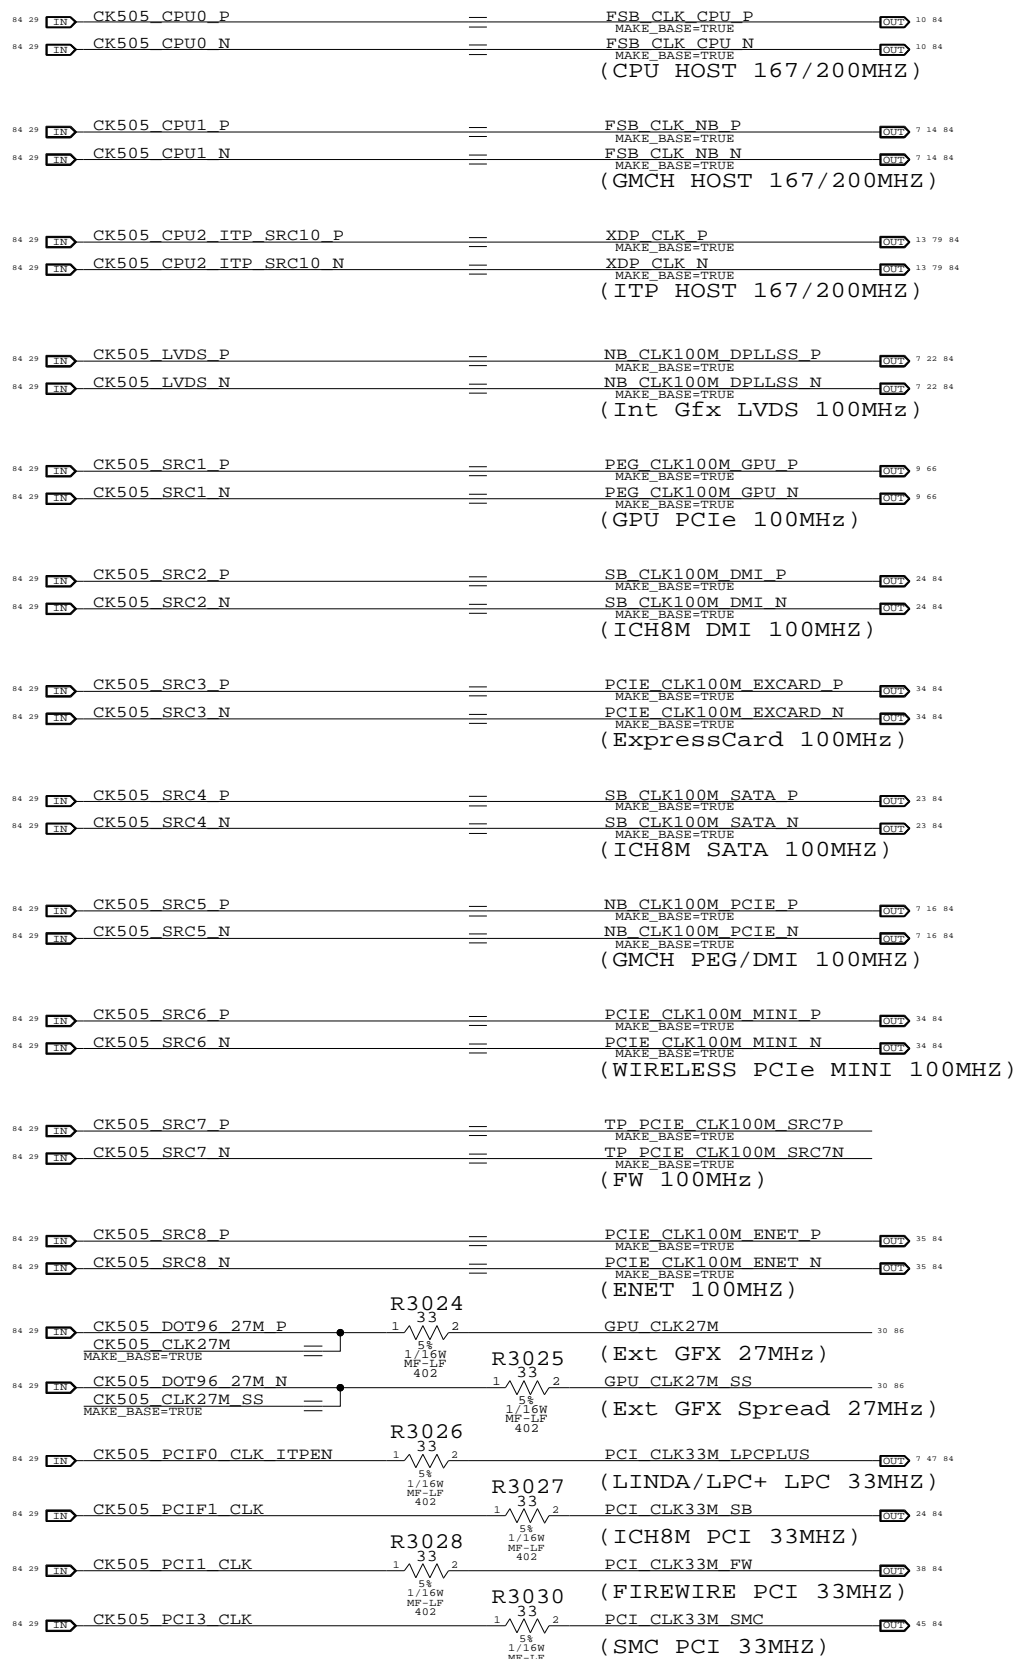 84 29 IN CK505_CPU0_P FSB_CLK_CPU_P OUT 10 84
MAKE_BASE=TRUE
84 29 IN CK505_CPU0_N FSB_CLK_CPU_N OUT 10 84
MAKE_BASE=TRUE
(CPU HOST 167/200MHZ)
84 29 IN CK505_CPU1_P FSB_CLK_NB_P OUT 7 14 84
MAKE_BASE=TRUE
84 29 IN CK505_CPU1_N FSB_CLK_NB_N OUT 7 14 84
MAKE_BASE=TRUE
(GMCH HOST 167/200MHZ)
84 29 IN CK505_CPU2_ITP_SRC10_P XDP_CLK_P OUT 13 79 84
MAKE_BASE=TRUE
84 29 IN CK505_CPU2_ITP_SRC10_N XDP_CLK_N OUT 13 79 84
MAKE_BASE=TRUE
(ITP HOST 167/200MHZ)
84 29 IN CK505_LVDS_P NB_CLK100M_DPLLSS_P OUT 7 22 84
MAKE_BASE=TRUE
84 29 IN CK505_LVDS_N NB_CLK100M_DPLLSS_N OUT 7 22 84
MAKE_BASE=TRUE
(Int Gfx LVDS 100MHz)
84 29 IN CK505_SRC1_P PEG_CLK100M_GPU_P OUT 9 66
MAKE_BASE=TRUE
84 29 IN CK505_SRC1_N PEG_CLK100M_GPU_N OUT 9 66
MAKE_BASE=TRUE
(GPU PCIe 100MHz)
84 29 IN CK505_SRC2_P SB_CLK100M_DMI_P OUT 24 84
MAKE_BASE=TRUE
84 29 IN CK505_SRC2_N SB_CLK100M_DMI_N OUT 24 84
MAKE_BASE=TRUE
(ICH8M DMI 100MHZ)
84 29 IN CK505_SRC3_P PCIE_CLK100M_EXCARD_P OUT 34 84
MAKE_BASE=TRUE
84 29 IN CK505_SRC3_N PCIE_CLK100M_EXCARD_N OUT 34 84
MAKE_BASE=TRUE
(ExpressCard 100MHz)
84 29 IN CK505_SRC4_P SB_CLK100M_SATA_P OUT 23 84
MAKE_BASE=TRUE
84 29 IN CK505_SRC4_N SB_CLK100M_SATA_N OUT 23 84
MAKE_BASE=TRUE
(ICH8M SATA 100MHZ)
84 29 IN CK505_SRC5_P NB_CLK100M_PCIE_P OUT 7 16 84
MAKE_BASE=TRUE
84 29 IN CK505_SRC5_N NB_CLK100M_PCIE_N OUT 7 16 84
MAKE_BASE=TRUE
(GMCH PEG/DMI 100MHZ)
84 29 IN CK505_SRC6_P PCIE_CLK100M_MINI_P OUT 34 84
MAKE_BASE=TRUE
84 29 IN CK505_SRC6_N PCIE_CLK100M_MINI_N OUT 34 84
MAKE_BASE=TRUE
(WIRELESS PCIe MINI 100MHZ)
84 29 IN CK505_SRC7_P TP_PCIE_CLK100M_SRC7P
MAKE_BASE=TRUE
84 29 IN CK505_SRC7_N TP_PCIE_CLK100M_SRC7N
MAKE_BASE=TRUE
(FW 100MHz)
84 29 IN CK505_SRC8_P PCIE_CLK100M_ENET_P OUT 35 84
MAKE_BASE=TRUE
84 29 IN CK505_SRC8_N PCIE_CLK100M_ENET_N OUT 35 84
MAKE_BASE=TRUE
(ENET 100MHZ)
R3024
84 29 IN CK505_DOT96_27M_P 1 33 2 GPU_CLK27M 30 86
CK505_CLK27M
MAKE_BASE=TRUE
5%
1/16W
MF-LF
402
(Ext GFX 27MHz)
R3025
84 29 IN CK505_DOT96_27M_N 1 33 2 GPU_CLK27M_SS 30 86
CK505_CLK27M_SS
MAKE_BASE=TRUE
5%
1/16W
MF-LF
402
(Ext GFX Spread 27MHz)
R3026
84 29 IN CK505_PCIF0_CLK_ITPEN 1 33 2 PCI_CLK33M_LPCPLUS OUT 7 47 84
5%
1/16W
MF-LF
402
(LINDA/LPC+ LPC 33MHZ)
R3027
84 29 IN CK505_PCIF1_CLK 1 33 2 PCI_CLK33M_SB OUT 24 84
5%
1/16W
MF-LF
402
(ICH8M PCI 33MHZ)
R3028
84 29 IN CK505_PCI1_CLK 1 33 2 PCI_CLK33M_FW OUT 38 84
5%
1/16W
MF-LF
402
(FIREWIRE PCI 33MHZ)
R3030
84 29 IN CK505_PCI3_CLK 1 33 2 PCI_CLK33M_SMC OUT 45 84
5%
1/16W
MF-LF
(SMC PCI 33MHZ)